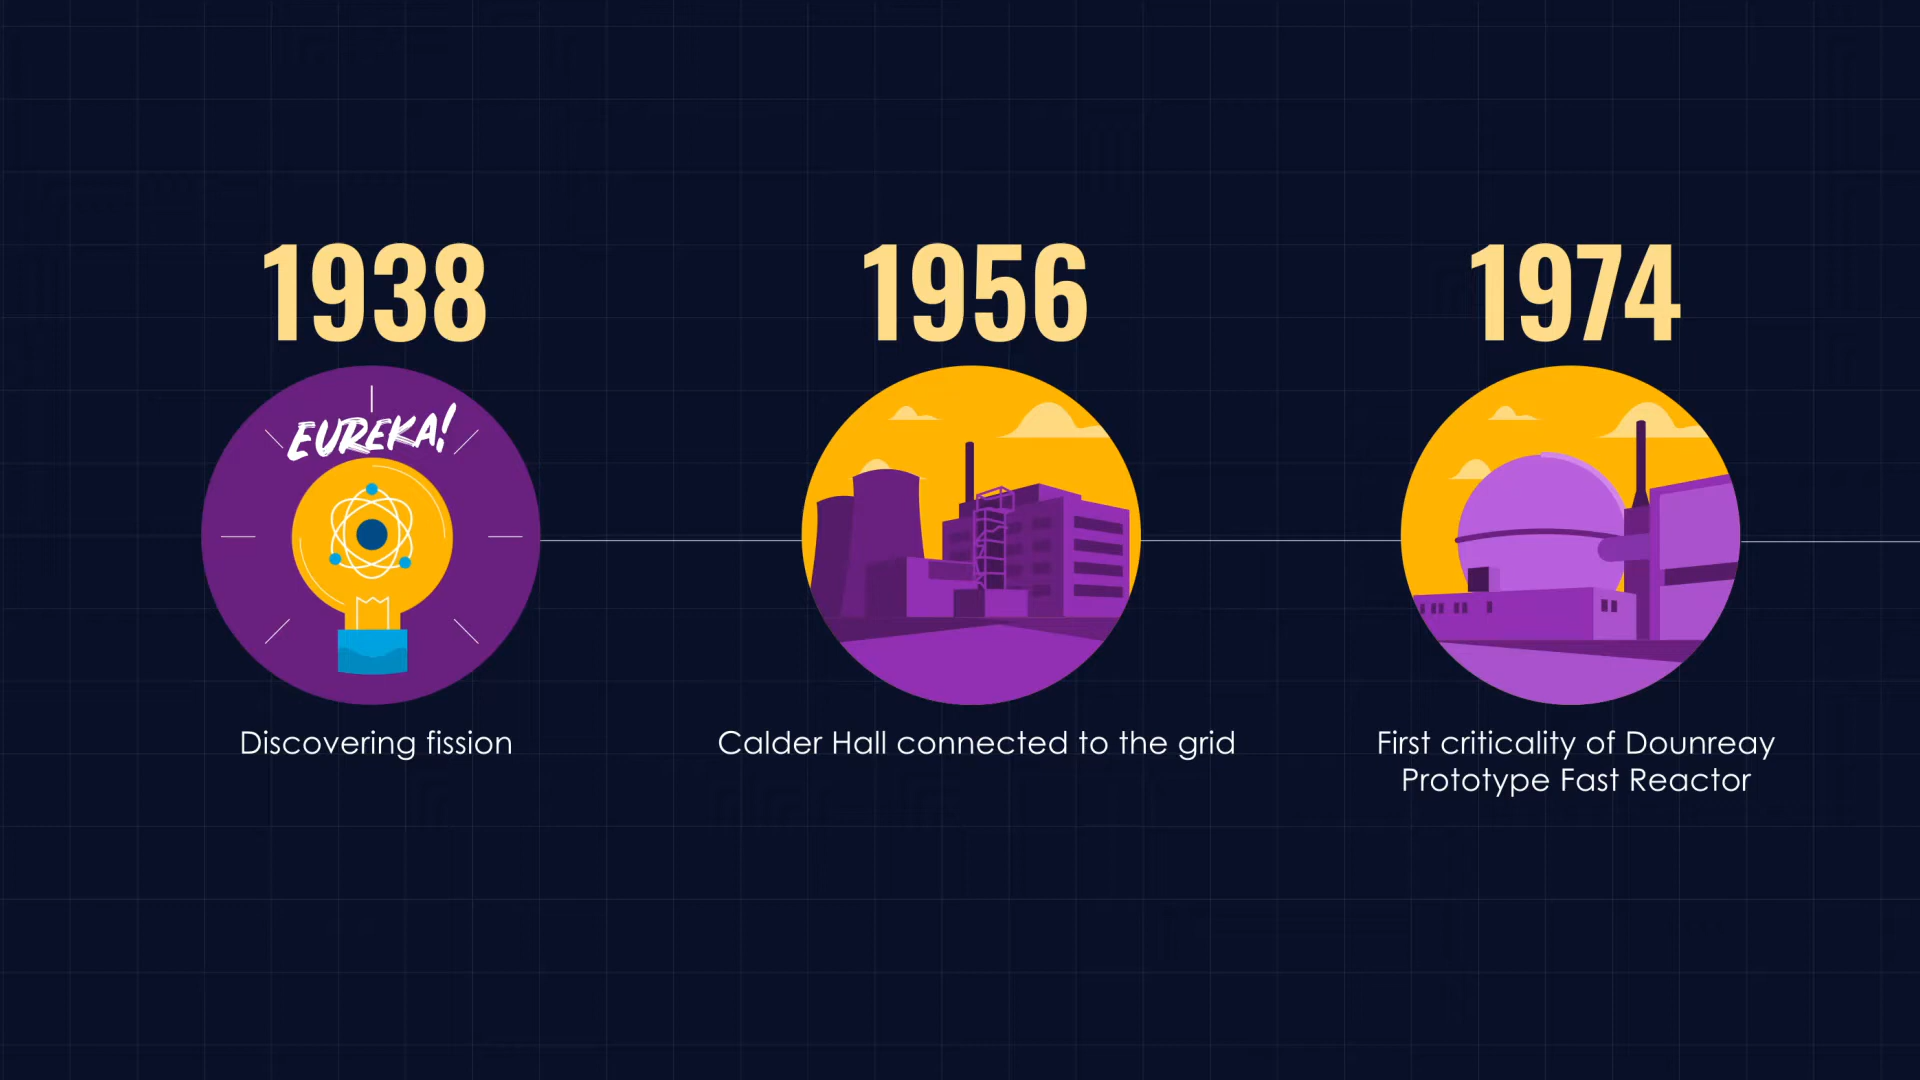 1938
EUREKA!
Discovering fission
1956
Calder Hall connected to the grid
1974
First criticality of Dounreay
Prototype Fast Reactor